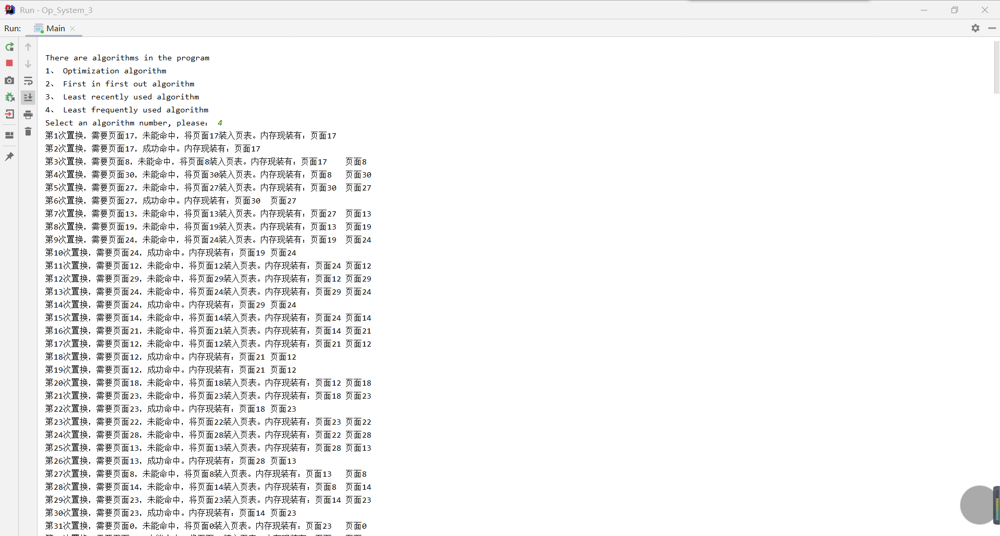 Run - Op_System_3
Run: Main
There are algorithms in the program
1、 Optimization algorithm
2、 First in first out algorithm
3、 Least recently used algorithm
4、 Least frequently used algorithm
Select an algorithm number, please： 4
第1次置换，需要页面17，未能命中，将页面17装入页表。内存现装有：页面17
第2次置换，需要页面17，成功命中。内存现装有：页面17
第3次置换，需要页面8，未能命中，将页面8装入页表。内存现装有：页面17 页面8
第4次置换，需要页面30，未能命中，将页面30装入页表。内存现装有：页面8 页面30
第5次置换，需要页面27，未能命中，将页面27装入页表。内存现装有：页面30 页面27
第6次置换，需要页面27，成功命中。内存现装有：页面30 页面27
第7次置换，需要页面13，未能命中，将页面13装入页表。内存现装有：页面27 页面13
第8次置换，需要页面19，未能命中，将页面19装入页表。内存现装有：页面13 页面19
第9次置换，需要页面24，未能命中，将页面24装入页表。内存现装有：页面19 页面24
第10次置换，需要页面24，成功命中。内存现装有：页面19 页面24
第11次置换，需要页面12，未能命中，将页面12装入页表。内存现装有：页面24 页面12
第12次置换，需要页面29，未能命中，将页面29装入页表。内存现装有：页面12 页面29
第13次置换，需要页面24，未能命中，将页面24装入页表。内存现装有：页面29 页面24
第14次置换，需要页面24，成功命中。内存现装有：页面29 页面24
第15次置换，需要页面14，未能命中，将页面14装入页表。内存现装有：页面24 页面14
第16次置换，需要页面21，未能命中，将页面21装入页表。内存现装有：页面14 页面21
第17次置换，需要页面12，未能命中，将页面12装入页表。内存现装有：页面21 页面12
第18次置换，需要页面12，成功命中。内存现装有：页面21 页面12
第19次置换，需要页面12，成功命中。内存现装有：页面21 页面12
第20次置换，需要页面18，未能命中，将页面18装入页表。内存现装有：页面12 页面18
第21次置换，需要页面23，未能命中，将页面23装入页表。内存现装有：页面18 页面23
第22次置换，需要页面23，成功命中。内存现装有：页面18 页面23
第23次置换，需要页面22，未能命中，将页面22装入页表。内存现装有：页面23 页面22
第24次置换，需要页面28，未能命中，将页面28装入页表。内存现装有：页面22 页面28
第25次置换，需要页面13，未能命中，将页面13装入页表。内存现装有：页面28 页面13
第26次置换，需要页面13，成功命中。内存现装有：页面28 页面13
第27次置换，需要页面8，未能命中，将页面8装入页表。内存现装有：页面13 页面8
第28次置换，需要页面14，未能命中，将页面14装入页表。内存现装有：页面8 页面14
第29次置换，需要页面23，未能命中，将页面23装入页表。内存现装有：页面14 页面23
第30次置换，需要页面23，成功命中。内存现装有：页面14 页面23
第31次置换，需要页面0，未能命中，将页面0装入页表。内存现装有：页面23 页面0